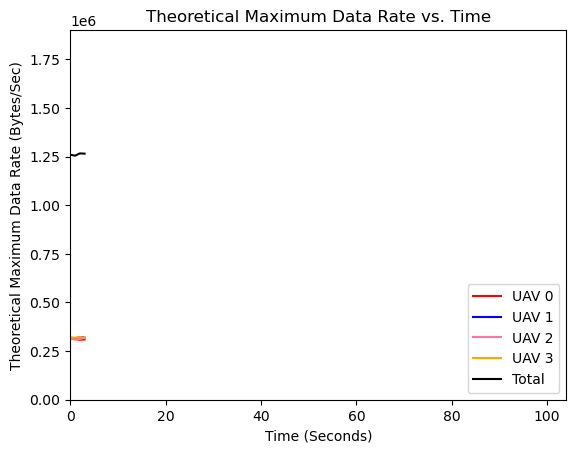 Theoretical Maximum Data Rate vs. Time
1e6
1.75
1.50
1.25
1.00
0.75
0.50
0.25
0.00
Theoretical Maximum Data Rate (Bytes/Sec)
UAV 0
UAV 1
UAV 2
UAV 3
Total
0 20 40 60 80 100
Time (Seconds)